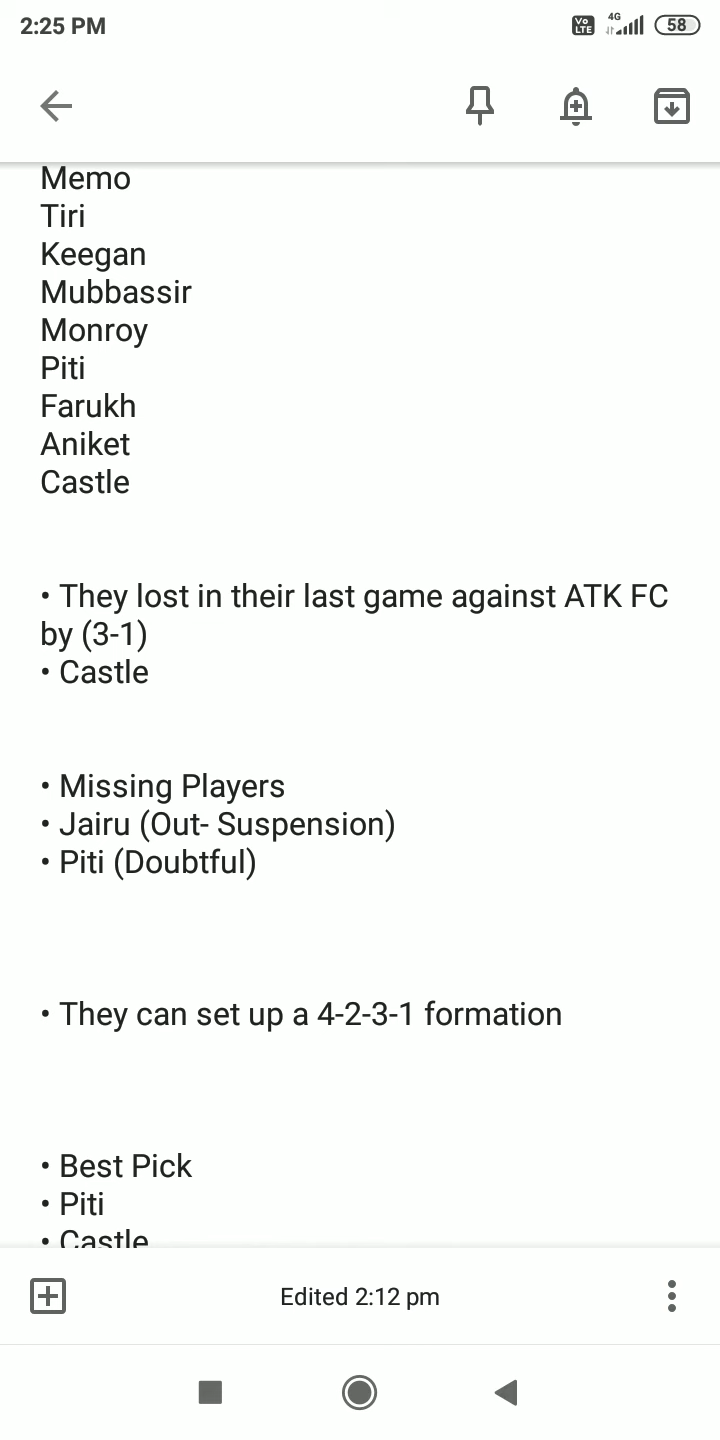 2:25 PM
Vo LTE
4G
58
Memo
Tiri
Keegan
Mubbassir
Monroy
Piti
Farukh
Aniket
Castle
• They lost in their last game against ATK FC
by (3-1)
• Castle
• Missing Players
• Jairu (Out- Suspension)
• Piti (Doubtful)
• They can set up a 4-2-3-1 formation
• Best Pick
• Piti
• Castle
Edited 2:12 pm